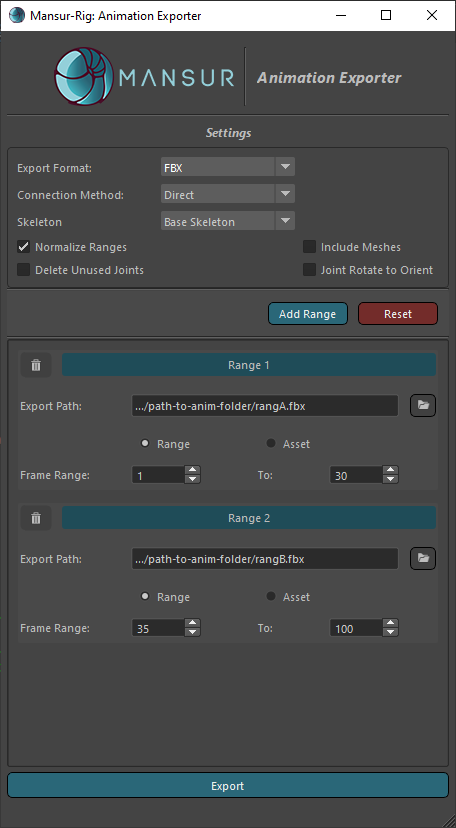 Mansur-Rig: Animation Exporter
MANSUR Animation Exporter
Settings
Export Format: FBX
Connection Method: Direct
Skeleton Base Skeleton
Normalize Ranges Include Meshes
Delete Unused Joints Joint Rotate to Orient
Add Range Reset
Range 1
Export Path: .../path-to-anim-folder/rangA.fbx
Range Asset
Frame Range: 1 To: 30
Range 2
Export Path: .../path-to-anim-folder/rangB.fbx
Range Asset
Frame Range: 35 To: 100
Export